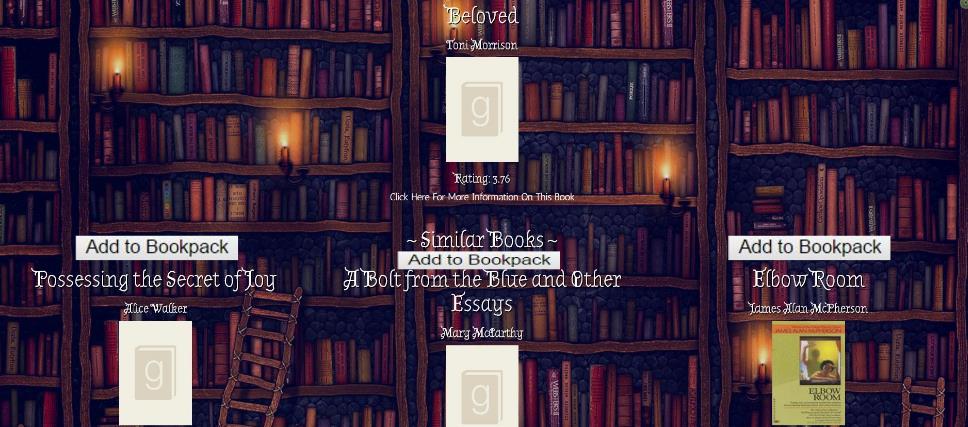 Beloved
Toni Morrison
g
Rating: 3.76
Click Here For More Information On This Book
~ Similar Books ~
Add to Bookpack
Add to Bookpack
Add to Bookpack
Possessing the Secret of Joy
Alice Walker
g
A Bolt from the Blue and Other
Essays
Mary McCarthy
g
Elbow Room
James Alan McPherson
JAMES ALAN MCPHERSON
ELBOW
ROOM